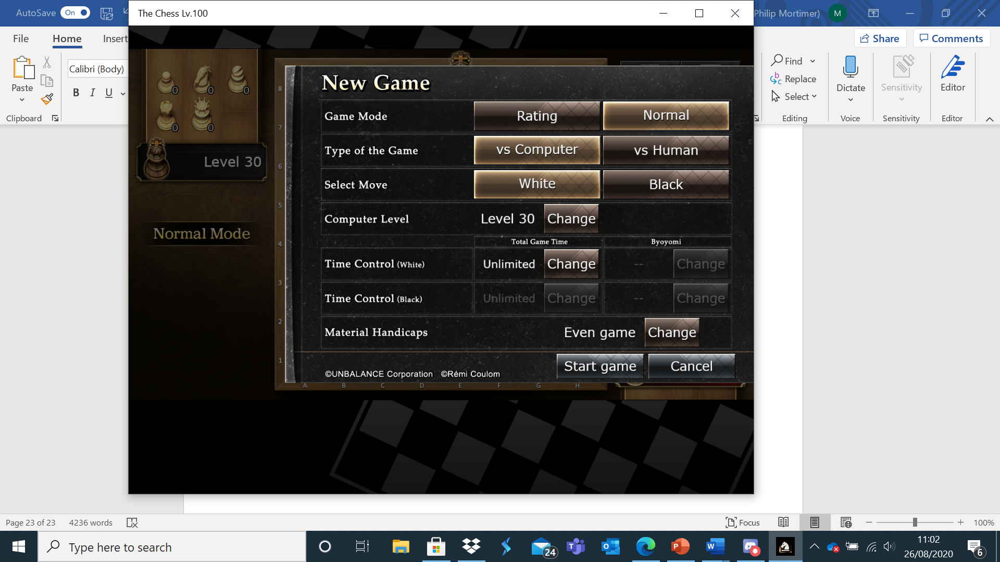 AutoSave On
The Chess Lv.100
Philip Mortimer) M
File Home Insert
Share Comments
Paste
Calibri (Body)
B I U
Clipboard
Find
Replace
Select
Editing
Dictate
Voice
Sensitivity
Sensitivity
Editor
Editor
0 0 0
0 0
Level 30
Normal Mode
8
7
6
5
4
3
2
1
New Game
Game Mode Rating Normal
Type of the Game vs Computer vs Human
Select Move White Black
Computer Level Level 30 Change
Total Game Time Byoyomi
Time Control (White) Unlimited Change -- Change
Time Control (Black) Unlimited Change -- Change
Material Handicaps Even game Change
Start game Cancel
©UNBALANCE Corporation ©Rémi Coulom
A B C D E F G H
Page 23 of 23 4236 words
Focus 100%
Type here to search
24
11:02
26/08/2020
6